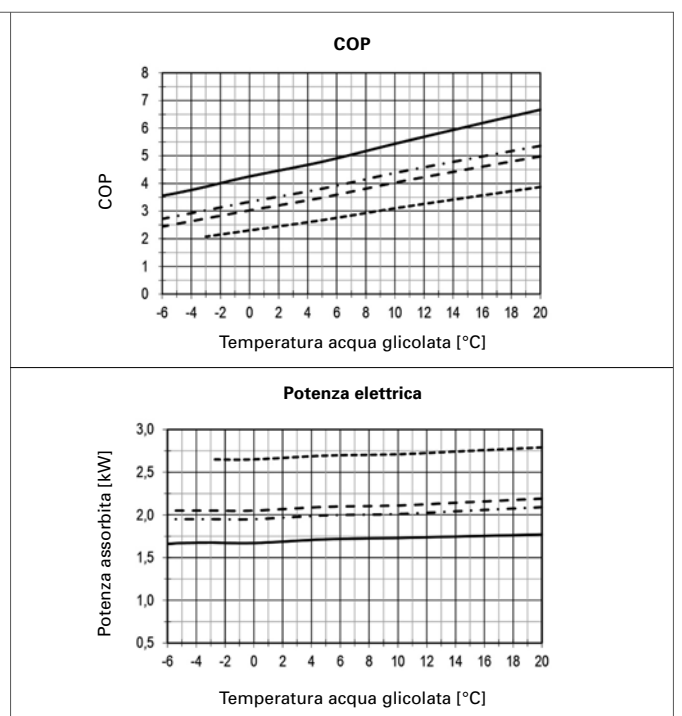 COP
8
7
6
5
4
3
2
1
0
COP
-6 -4 -2 0 2 4 6 8 10 12 14 16 18 20
Temperatura acqua glicolata [°C]
Potenza elettrica
3,0
2,5
2,0
1,5
1,0
0,5
Potenza assorbita [kW]
-6 -4 -2 0 2 4 6 8 10 12 14 16 18 20
Temperatura acqua glicolata [°C]